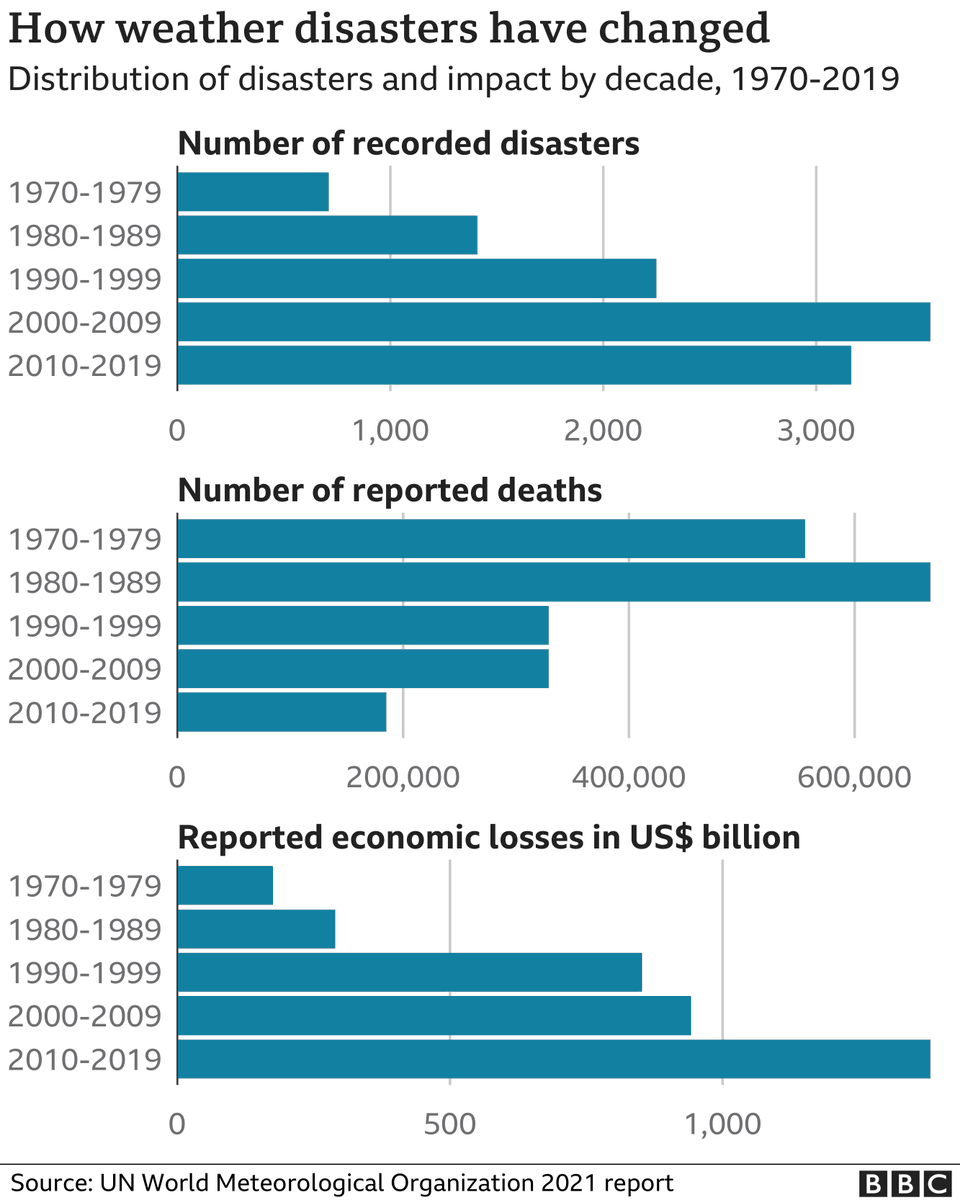 How weather disasters have changed
Distribution of disasters and impact by decade, 1970-2019
Number of recorded disasters
1970-1979
1980-1989
1990-1999
2000-2009
2010-2019
0 1,000 2,000 3,000
Number of reported deaths
1970-1979
1980-1989
1990-1999
2000-2009
2010-2019
0 200,000 400,000 600,000
Reported economic losses in US$ billion
1970-1979
1980-1989
1990-1999
2000-2009
2010-2019
0 500 1,000
Source: UN World Meteorological Organization 2021 report BBC